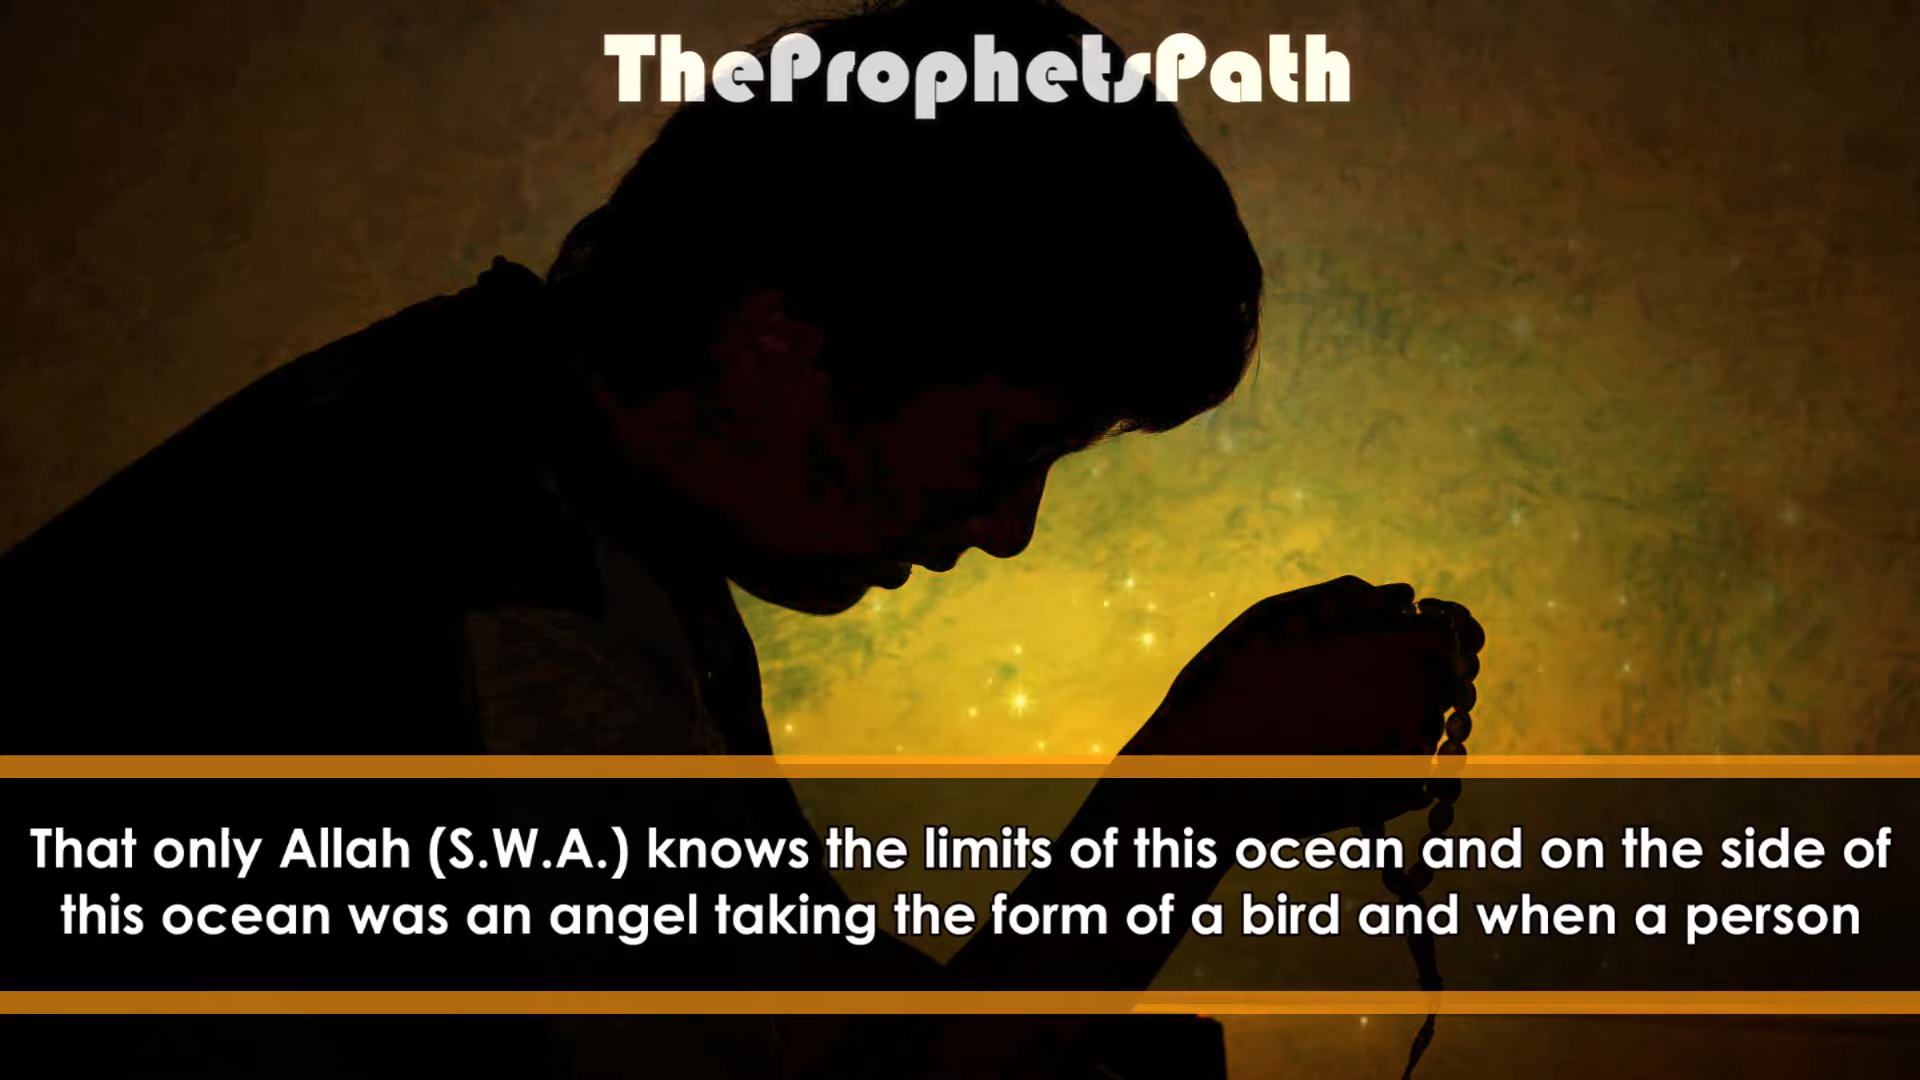 TheProphetsPath
That only Allah (S.W.A.) knows the limits of this ocean and on the side of
this ocean was an angel taking the form of a bird and when a person